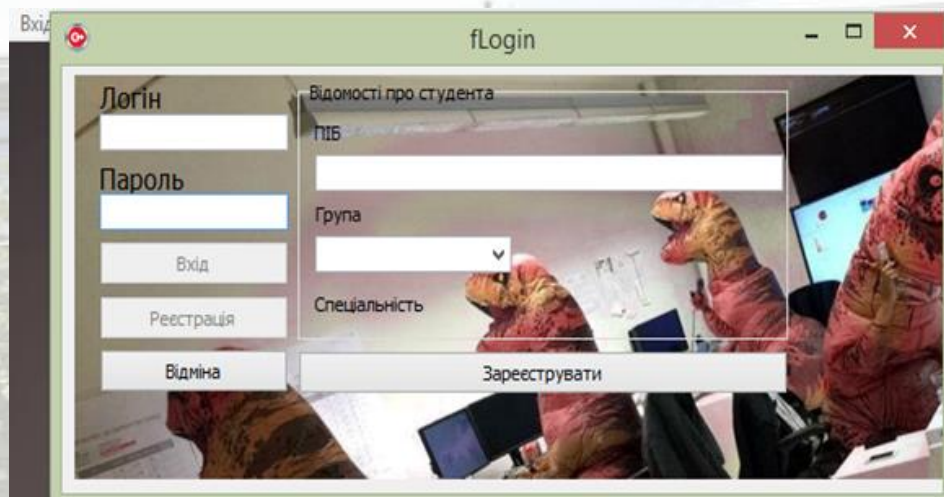 Вхід
fLogin
Логін
Пароль
Вхід
Реєстрація
Відміна
Відомості про студента
ПІБ
Група
Спеціальність
Зареєструвати